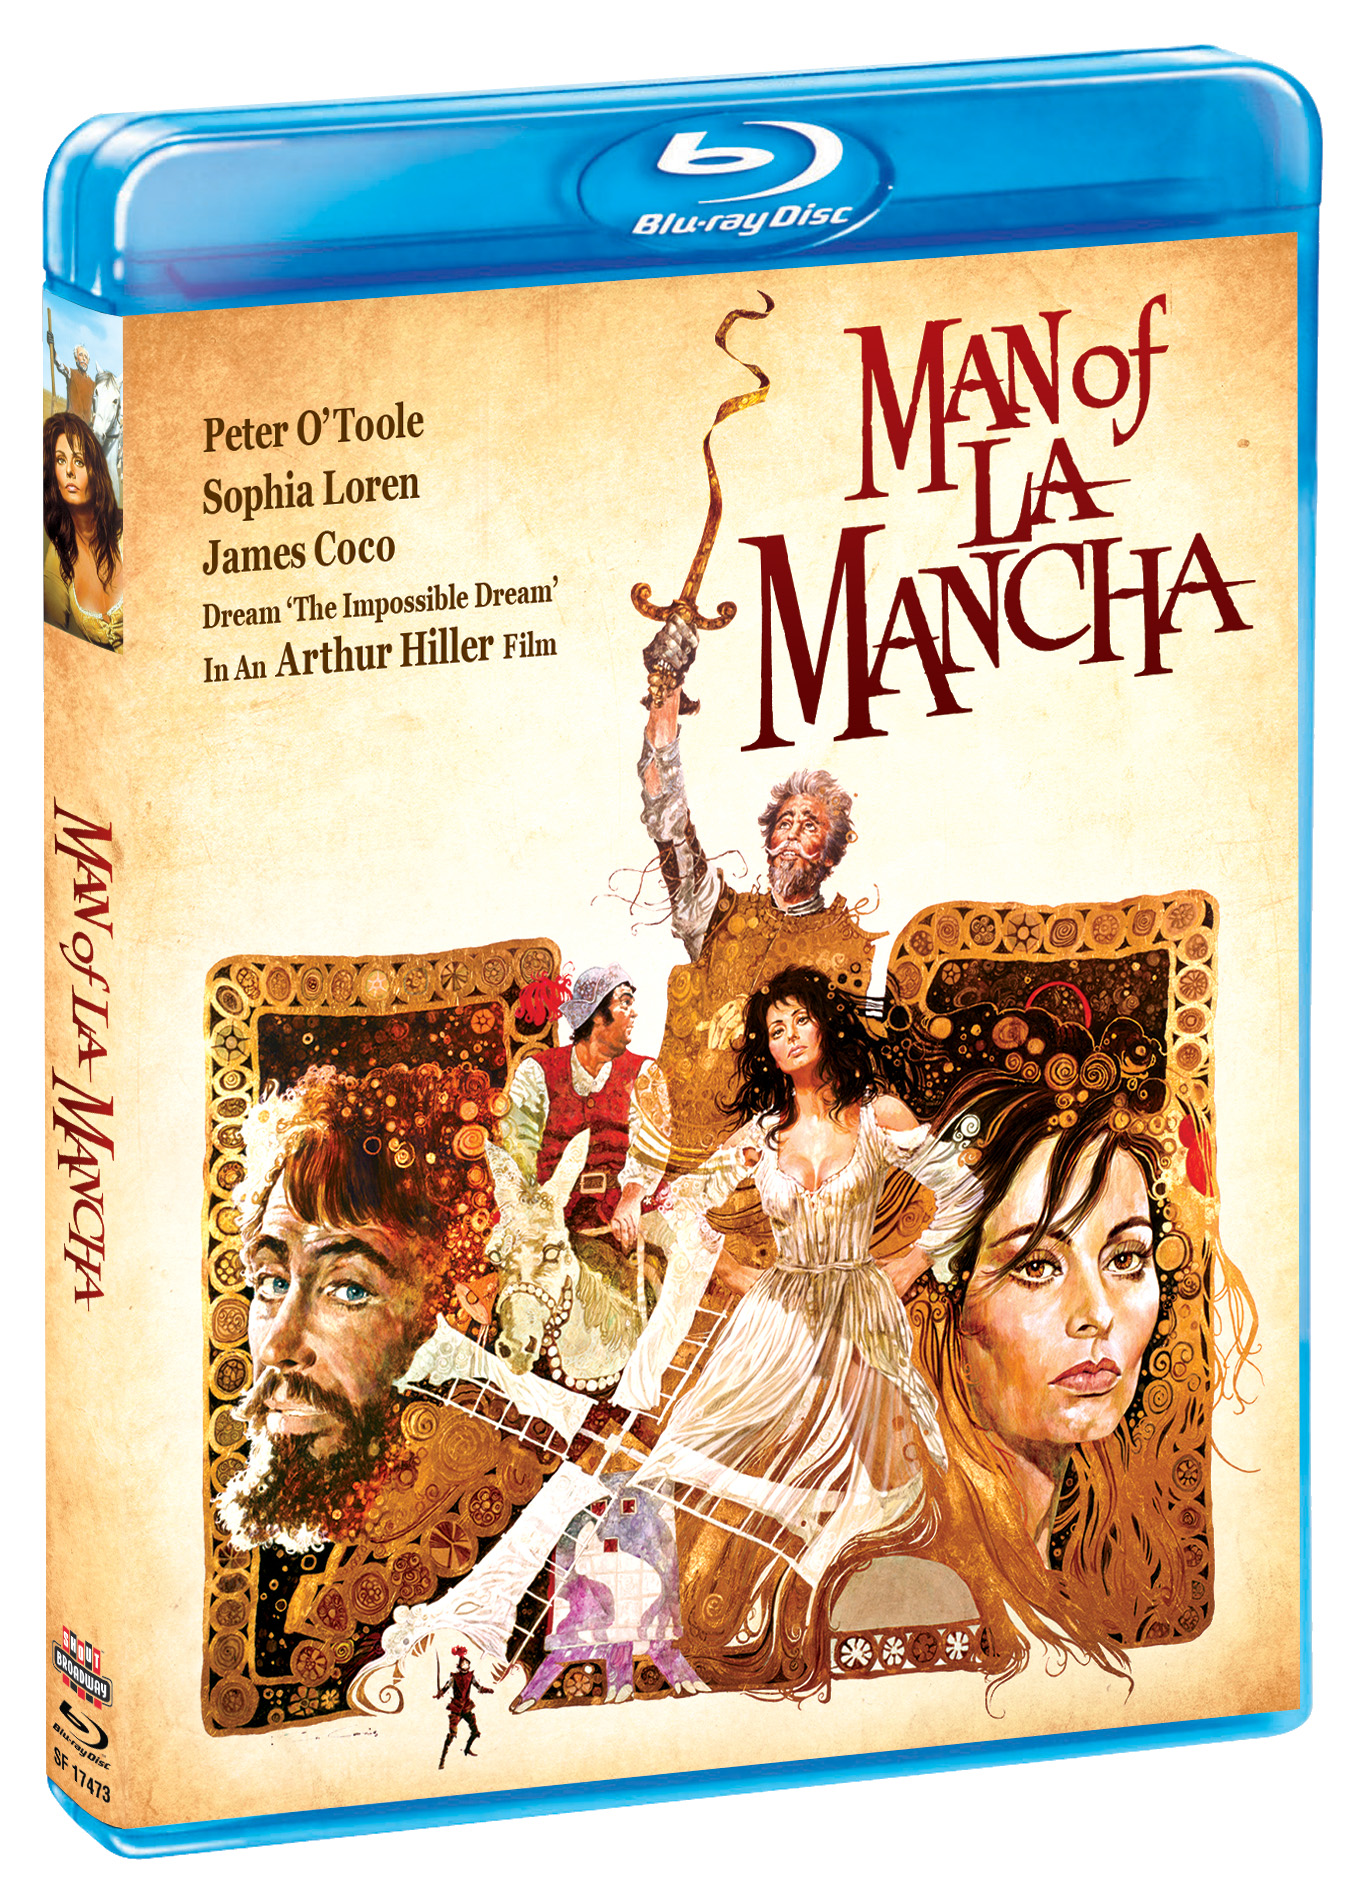 Blu-ray Disc
MAN of
LA
MANCHA
Peter O'Toole
Sophia Loren
James Coco
Dream ‘The Impossible Dream’
In An Arthur Hiller Film
MAN of LA MANCHA
SHOUT
BROADWAY
Blu-ray Disc
SF 17473